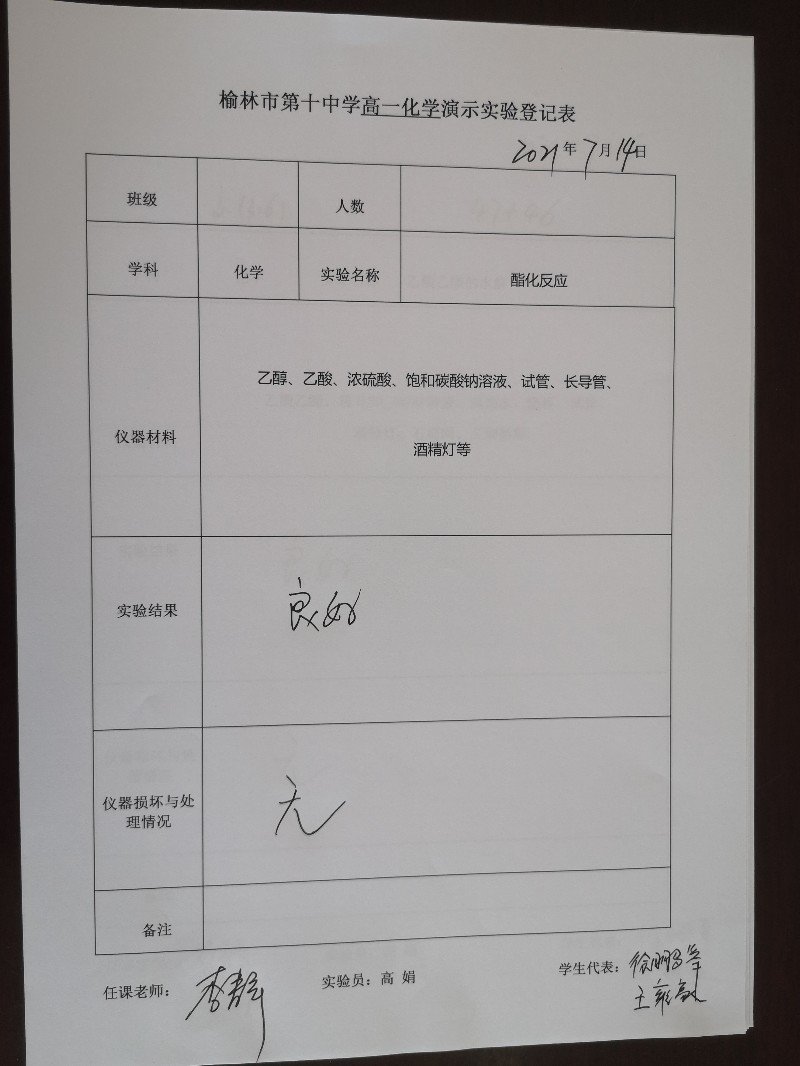 榆林市第十中学高一化学演示实验登记表
2021年7月14日
班级 人数
学科 化学 实验名称 酯化反应
仪器材料
乙醇、乙酸、浓硫酸、饱和碳酸钠溶液、试管、长导管、
酒精灯等
实验结果 良好
仪器损坏与处
理情况
无
备注
任课老师： 实验员：高 娟 学生代表：